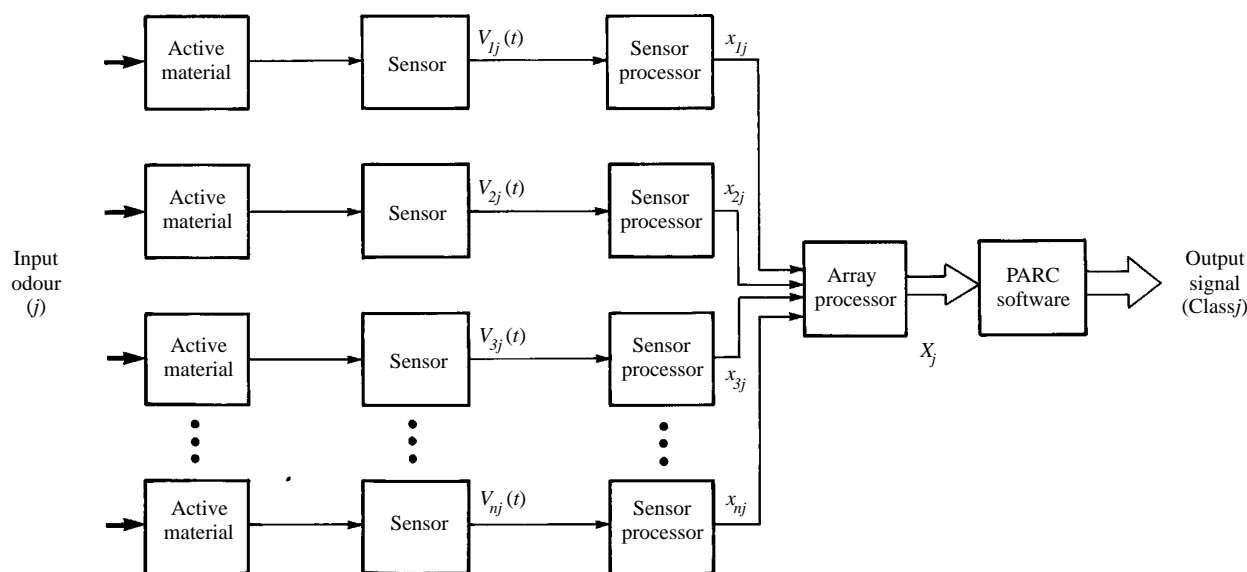 V1j(t)
x1j
Active
material
Sensor
Sensor
processor
V2j(t)
x2j
Active
material
Sensor
Sensor
processor
Input
odour
(j)
Array
processor
PARC
software
Output
signal
(Classj)
V3j(t)
Active
material
Sensor
Sensor
processor
x3j
Xj
Vnj(t)
xnj
Active
material
Sensor
Sensor
processor